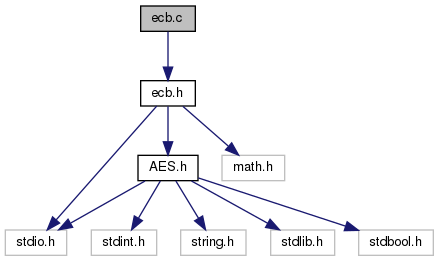 ecb.c
ecb.h
AES.h
math.h
stdio.h
stdint.h
string.h
stdlib.h
stdbool.h